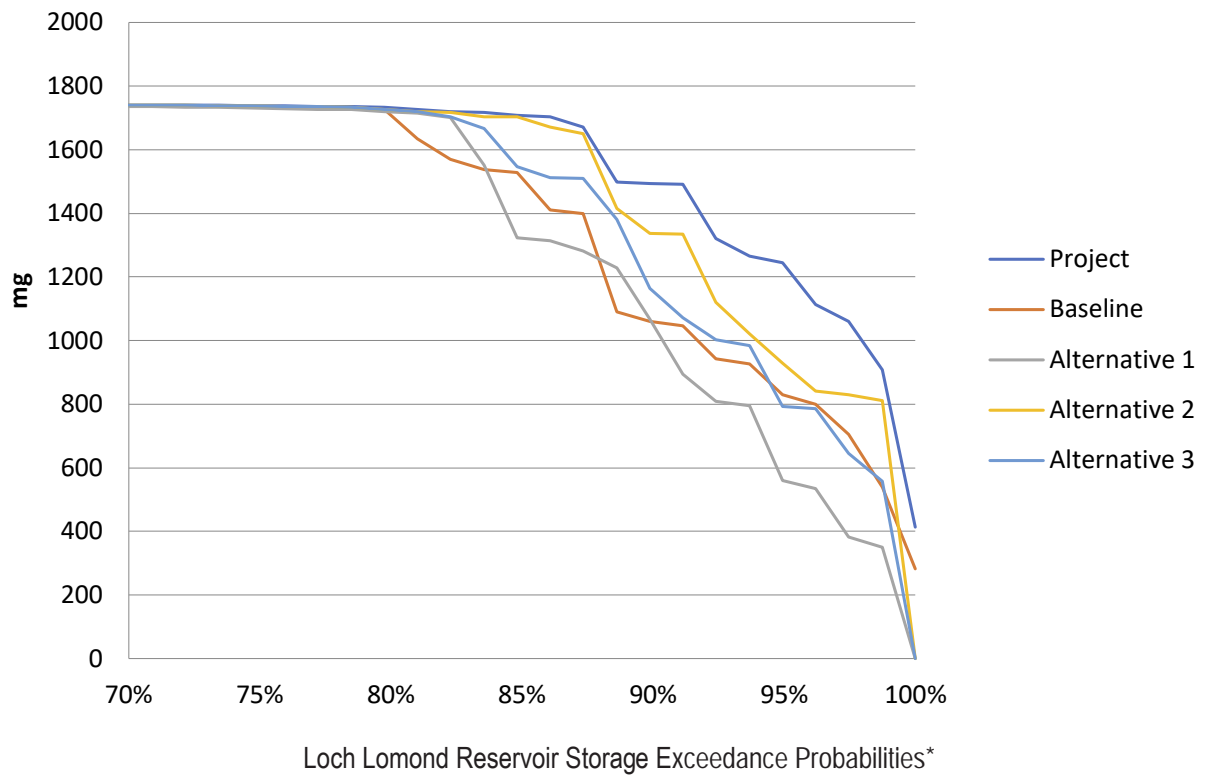 2000
1800
1600
1400
1200
1000
800
600
400
200
0
mg
70% 75% 80% 85% 90% 95% 100%
Project
Baseline
Alternative 1
Alternative 2
Alternative 3
Loch Lomond Reservoir Storage Exceedance Probabilities*